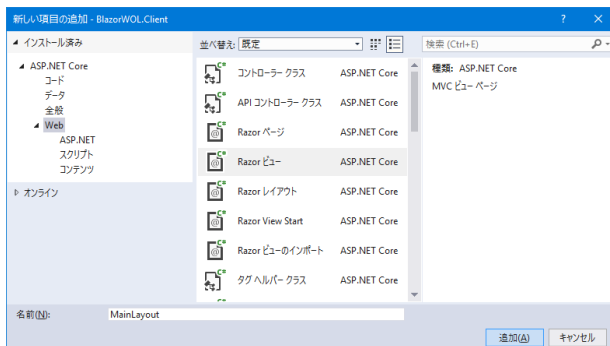 新しい項目の追加 - BlazorWOL.Client
? ×
インストール済み
並べ替え: 既定
検索 (Ctrl+E)
ASP.NET Core
コード
データ
全般
Web
ASP.NET
スクリプト
コンテンツ
オンライン
コントローラー クラス ASP.NET Core
API コントローラー クラス ASP.NET Core
Razor ページ ASP.NET Core
Razor ビュー ASP.NET Core
Razor レイアウト ASP.NET Core
Razor View Start ASP.NET Core
Razor ビューのインポート ASP.NET Core
タグ ヘルパー クラス ASP.NET Core
種類: ASP.NET Core
MVC ビュー ページ
名前(N): MainLayout
追加(A) キャンセル